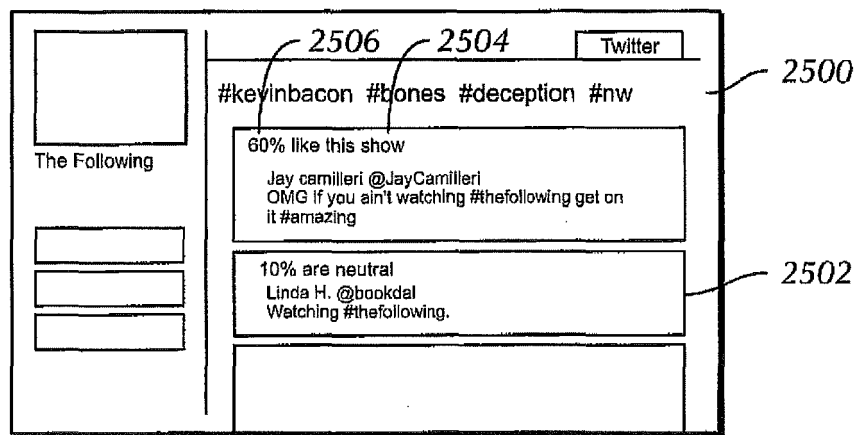 2506 2504 Twitter
2500
#kevinbacon #bones #deception #nw
60% like this show
The Following
Jay camilleri @JayCamilleri
OMG if you ain't watching #thefollowing get on
it #amazing
10% are neutral
2502
Linda H. @bookdal
Watching #thefollowing.